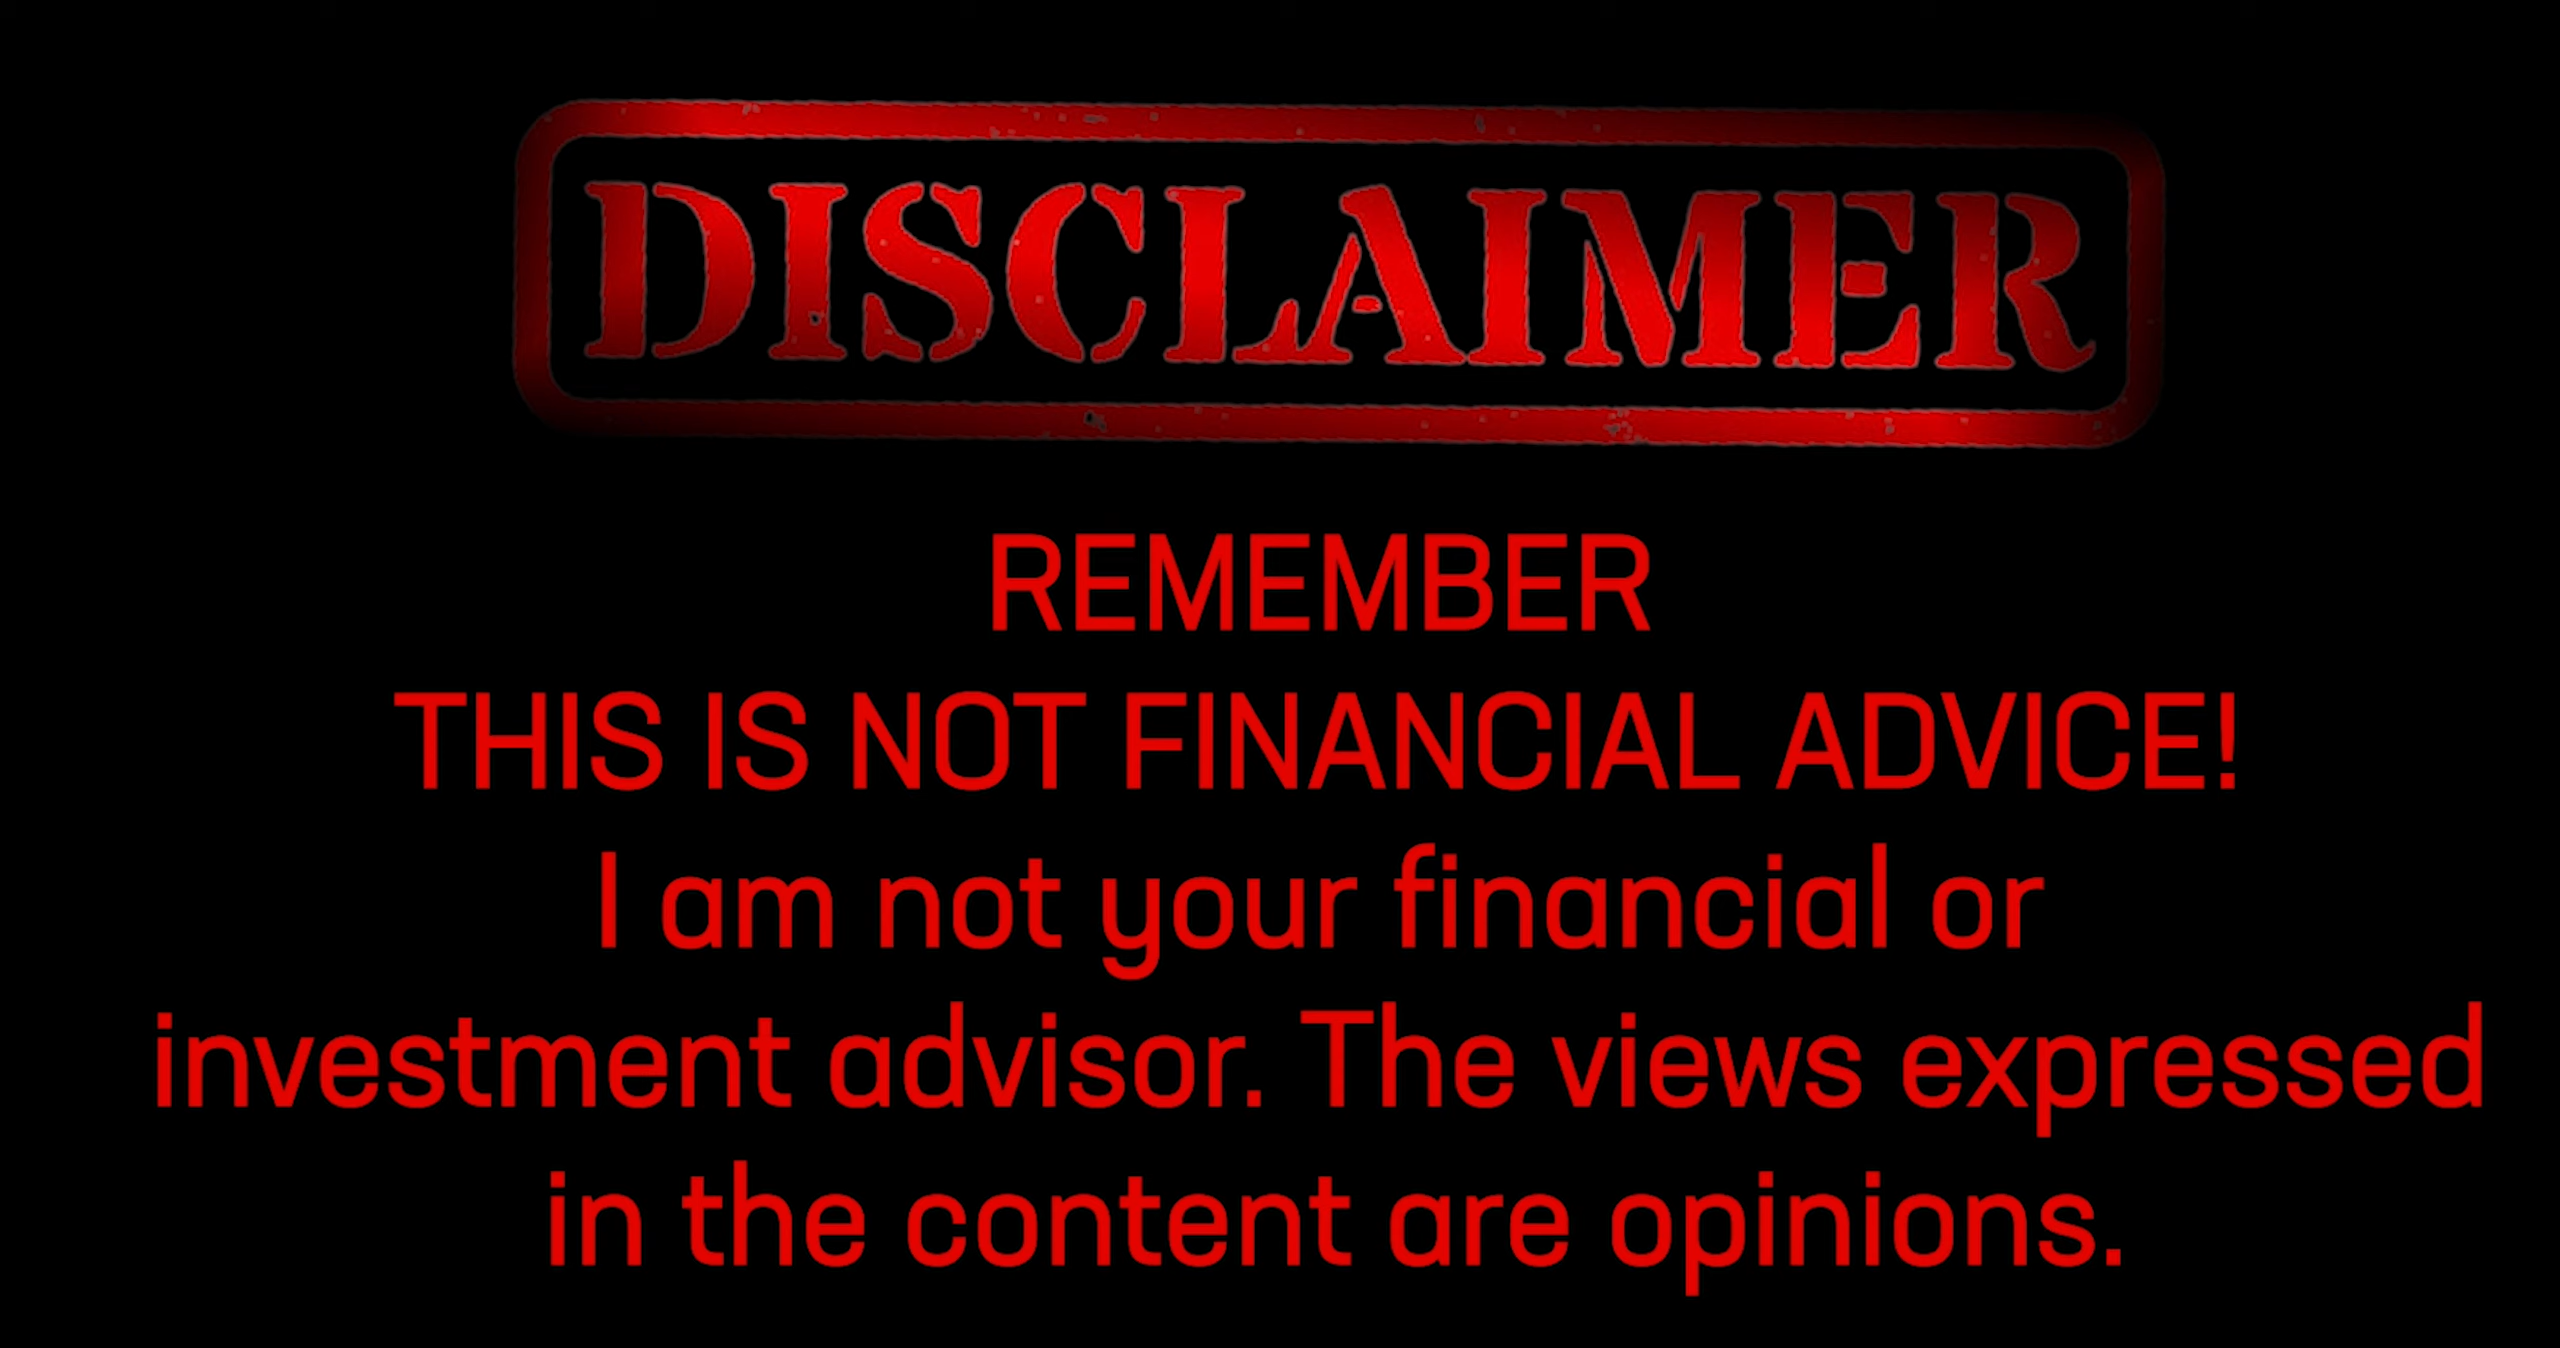 DISCLAIMER
REMEMBER
THIS IS NOT FINANCIAL ADVICE!
I am not your financial or
investment advisor. The views expressed
in the content are opinions.